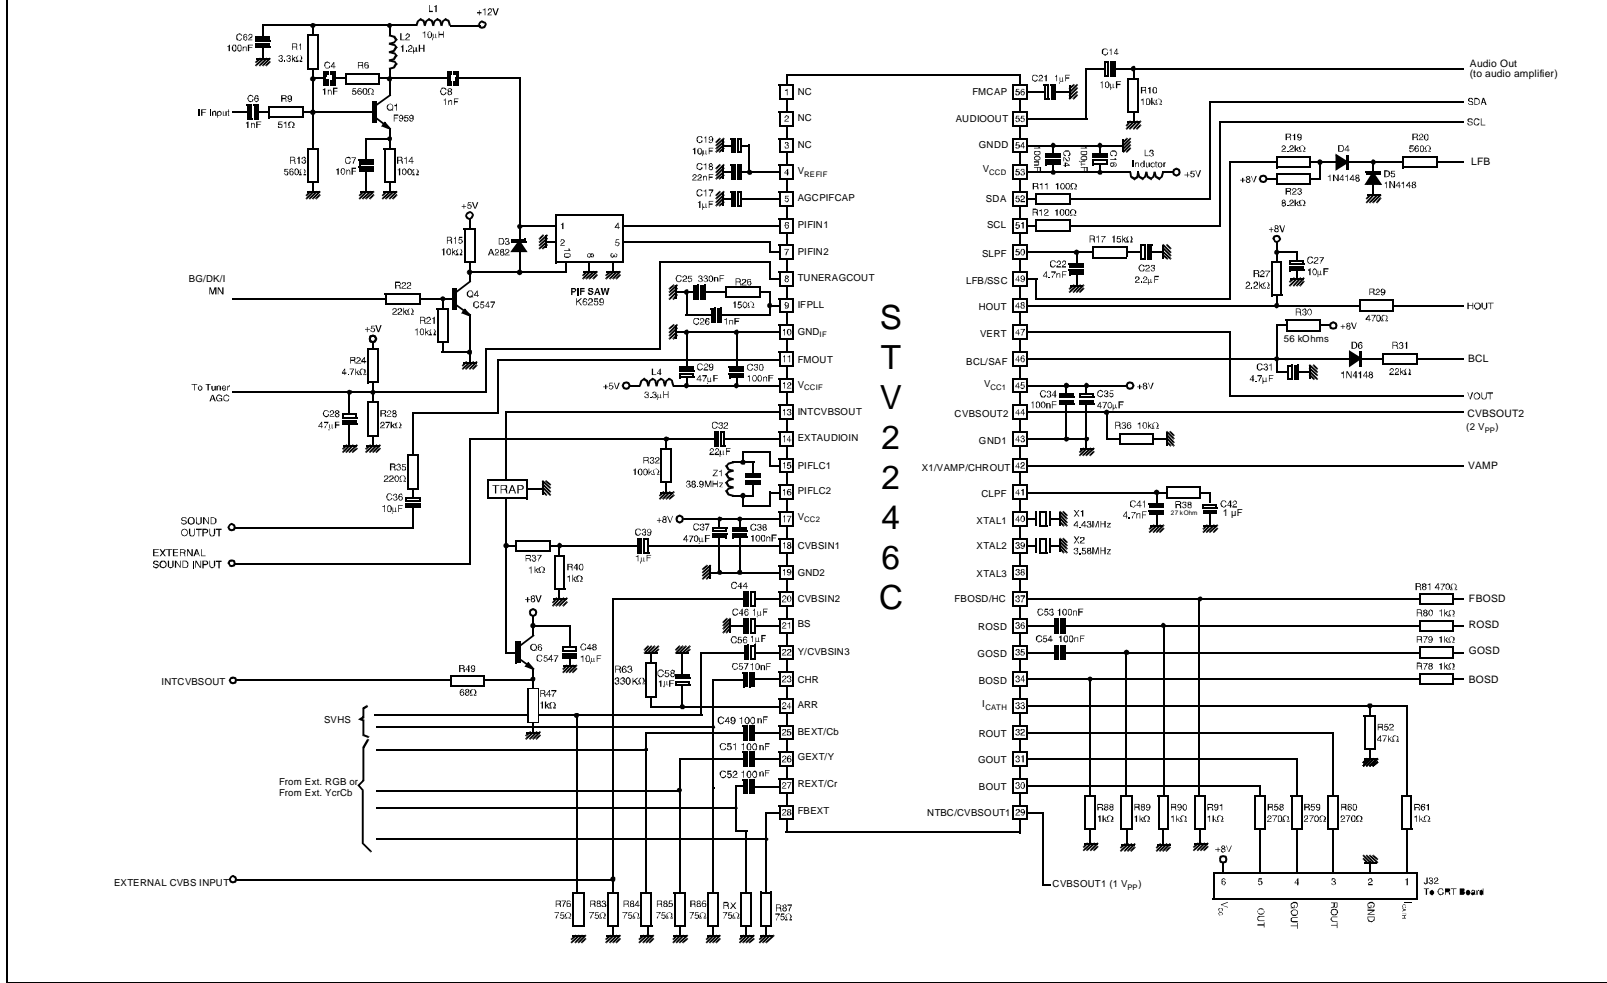 L1
10µH
+12V
C62
100nF
R1
3.3kΩ
L2
1.2µH
C4
1nF
R6
560Ω
C8
1nF
IF Input
C6
1nF
R9
51Ω
Q1
F959
R13
560Ω
C7
10nF
R14
100Ω
+5V
R15
10kΩ
D3
A282
1
2
10
8
3
4
5
PIF SAW
K6259
BG/DK/I
MN
R22
22kΩ
Q4
C547
R21
10kΩ
+5V
R24
4.7kΩ
To Tuner
AGC
C28
47µF
R28
27kΩ
R35
220Ω
C36
10µF
SOUND
OUTPUT
EXTERNAL
SOUND INPUT
TRAP
R37
1kΩ
R40
1kΩ
C39
1µF
+8V
Q6
C547
C48
10µF
INTCVBSOUT
R49
68Ω
R47
1kΩ
SVHS
From Ext. RGB or
From Ext. YcrCb
EXTERNAL CVBS INPUT
R76
75Ω
R83
75Ω
R84
75Ω
R85
75Ω
R86
75Ω
RX
75Ω
R87
75Ω
C19
10µF
C18
22nF
C17
1µF
C25 330nF
R26
150Ω
C26 1nF
C29
47µF
C30
100nF
L4
3.3µH
+5V
C32
22µF
R32
100kΩ
Z1
38.9MHz
+8V
C37
470µF
C38
100nF
C44
C46 1µF
C56 1µF
C57 10nF
R63
330KΩ
C58
1µF
C49 100nF
C51 100nF
C52 100nF
STV2246C
1 NC
2 NC
3 NC
4 VREFIF
5 AGCPIFCAP
6 PIFIN1
7 PIFIN2
8 TUNERAGCOUT
9 IFPLL
10 GNDIF
11 FMOUT
12 VCCIF
13 INTCVBSOUT
14 EXTAUDIOIN
15 PIFLC1
16 PIFLC2
17 VCC2
18 CVBSIN1
19 GND2
20 CVBSIN2
21 BS
22 Y/CVBSIN3
23 CHR
24 ARR
25 BEXT/Cb
26 GEXT/Y
27 REXT/Cr
28 FBEXT
FMCAP 56
AUDIOOUT 55
GNDD 54
VCCD 53
SDA 52
SCL 51
SLPF 50
LFB/SSC 49
HOUT 48
VERT 47
BCL/SAF 46
VCC1 45
CVBSOUT2 44
GND1 43
X1/VAMP/CHROUT 42
CLPF 41
XTAL1 40
XTAL2 39
XTAL3 38
FBOSD/HC 37
ROSD 36
GOSD 35
BOSD 34
ICATH 33
ROUT 32
GOUT 31
BOUT 30
NTBC/CVBSOUT1 29
C21 1µF
C14
10µF
R10
10kΩ
Audio Out
(to audio amplifier)
SDA
SCL
100nF
C24
100µF
C16
L3
Inductor
+5V
R11 100Ω
R12 100Ω
R19
2.2kΩ
D4
1N4148
R20
560Ω
LFB
+8V
R23
8.2kΩ
D5
1N4148
R17 15kΩ
C22
4.7nF
C23
2.2µF
+8V
R27
2.2kΩ
C27
10µF
R29
470Ω
HOUT
R30
56 kOhms
+8V
D6
1N4148
R31
22kΩ
BCL
C31
4.7µF
C34
100nF
C35
470µF
+8V
VOUT
CVBSOUT2
(2 VPP)
R36 10kΩ
VAMP
C41
4.7nF
R38
27kOhm
C42
1 µF
X1
4.43MHz
X2
3.58MHz
R81 470Ω
FBOSD
C53 100nF
R80 1kΩ
ROSD
C54 100nF
R79 1kΩ
GOSD
R78 1kΩ
BOSD
R52
47kΩ
R88
1kΩ
R89
1kΩ
R90
1kΩ
R91
1kΩ
R58
270Ω
R59
270Ω
R60
270Ω
R61
1kΩ
+8V
6 5 4 3 2 1
J32
To CRT Board
VCC
OUT
GOUT
ROUT
GND
ICATH
CVBSOUT1 (1 VPP)